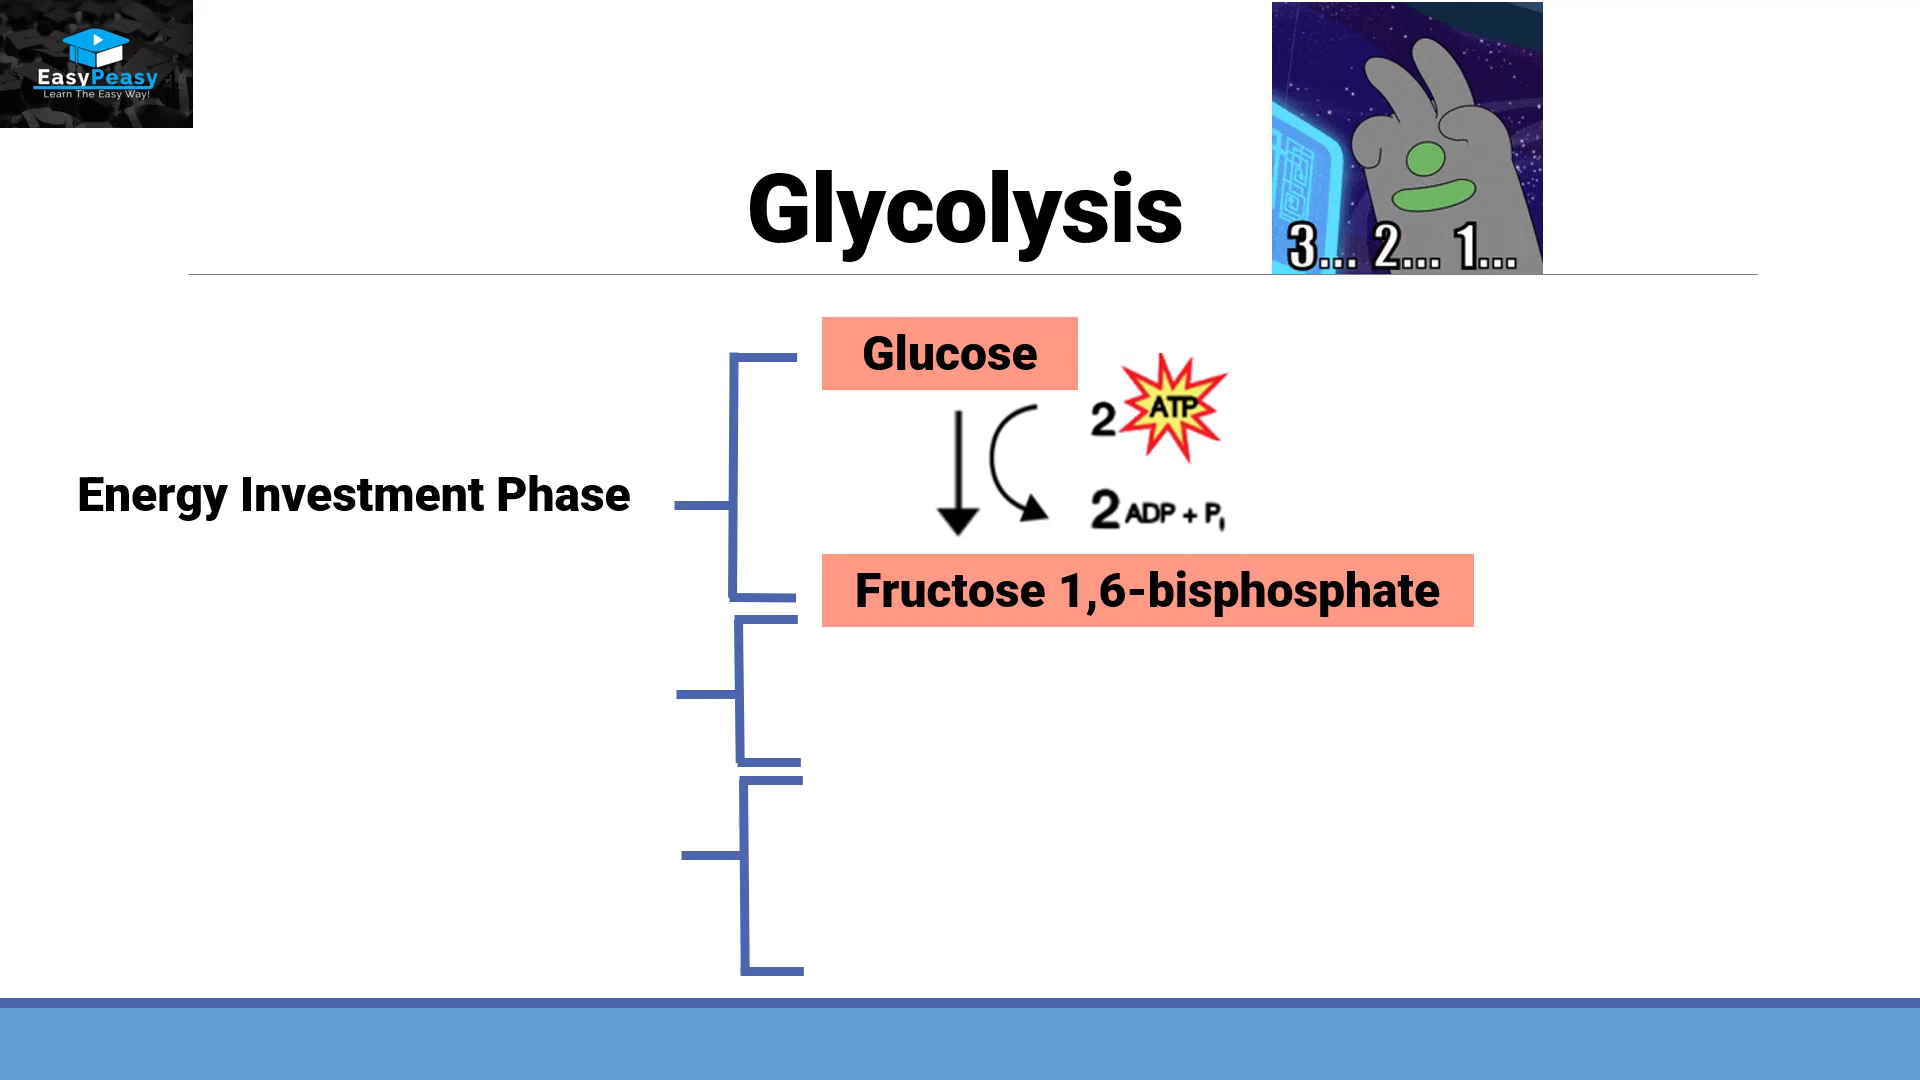 EasyPeasy
Learn The Easy Way!
Glycolysis
3... 2... 1...
Glucose
2 ATP
Energy Investment Phase
2 ADP + Pi
Fructose 1,6-bisphosphate